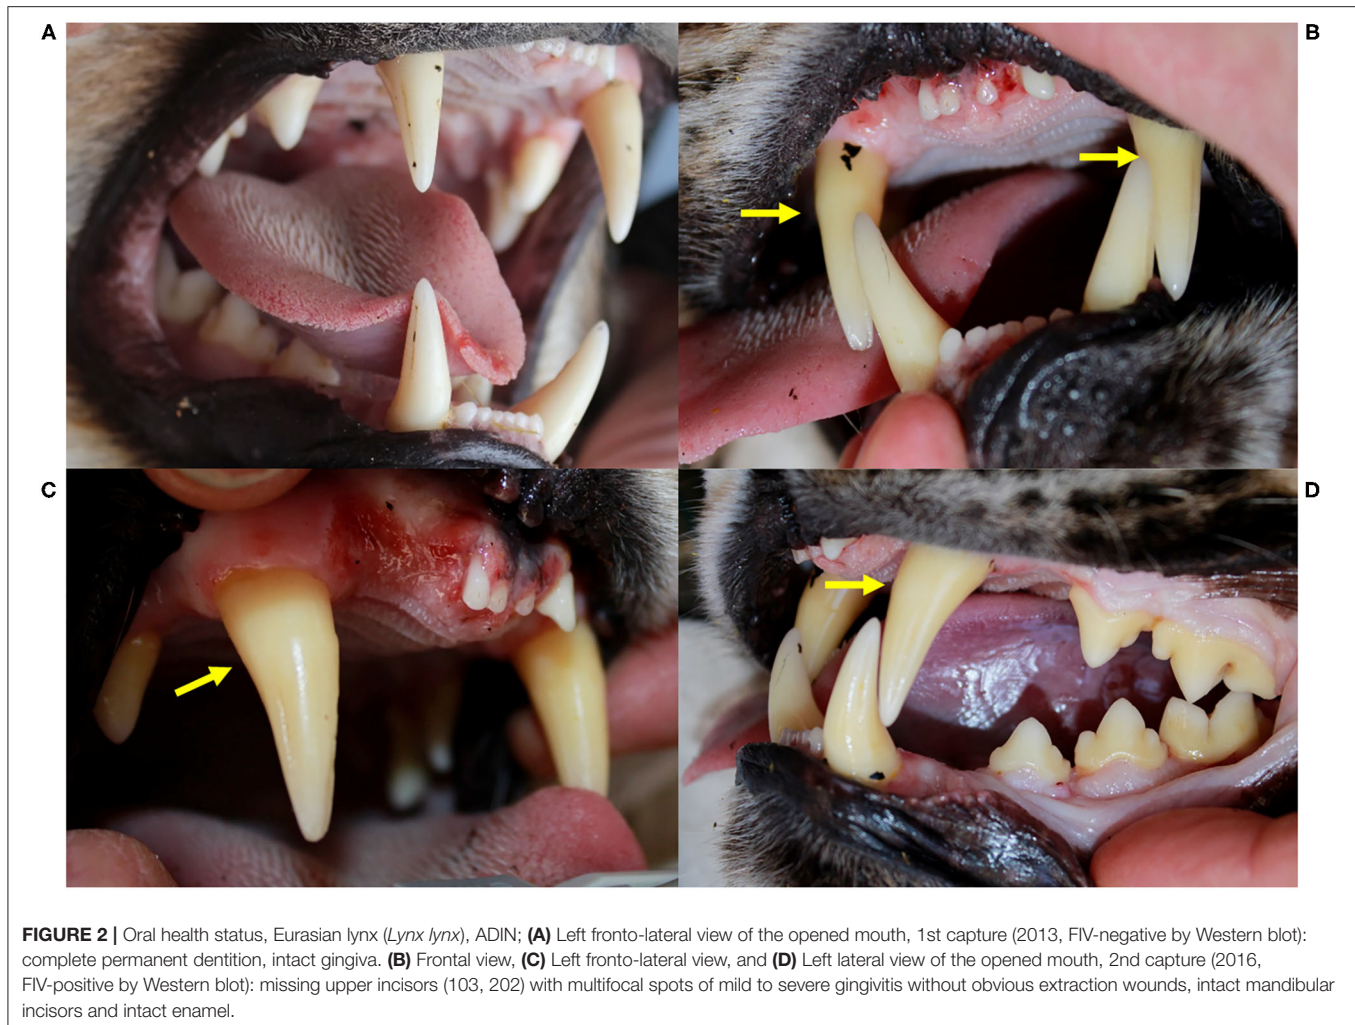 A
B
C
D
FIGURE 2 | Oral health status, Eurasian lynx (Lynx lynx), ADIN; (A) Left fronto-lateral view of the opened mouth, 1st capture (2013, FIV-negative by Western blot):
complete permanent dentition, intact gingiva. (B) Frontal view, (C) Left fronto-lateral view, and (D) Left lateral view of the opened mouth, 2nd capture (2016,
FIV-positive by Western blot): missing upper incisors (103, 202) with multifocal spots of mild to severe gingivitis without obvious extraction wounds, intact mandibular
incisors and intact enamel.